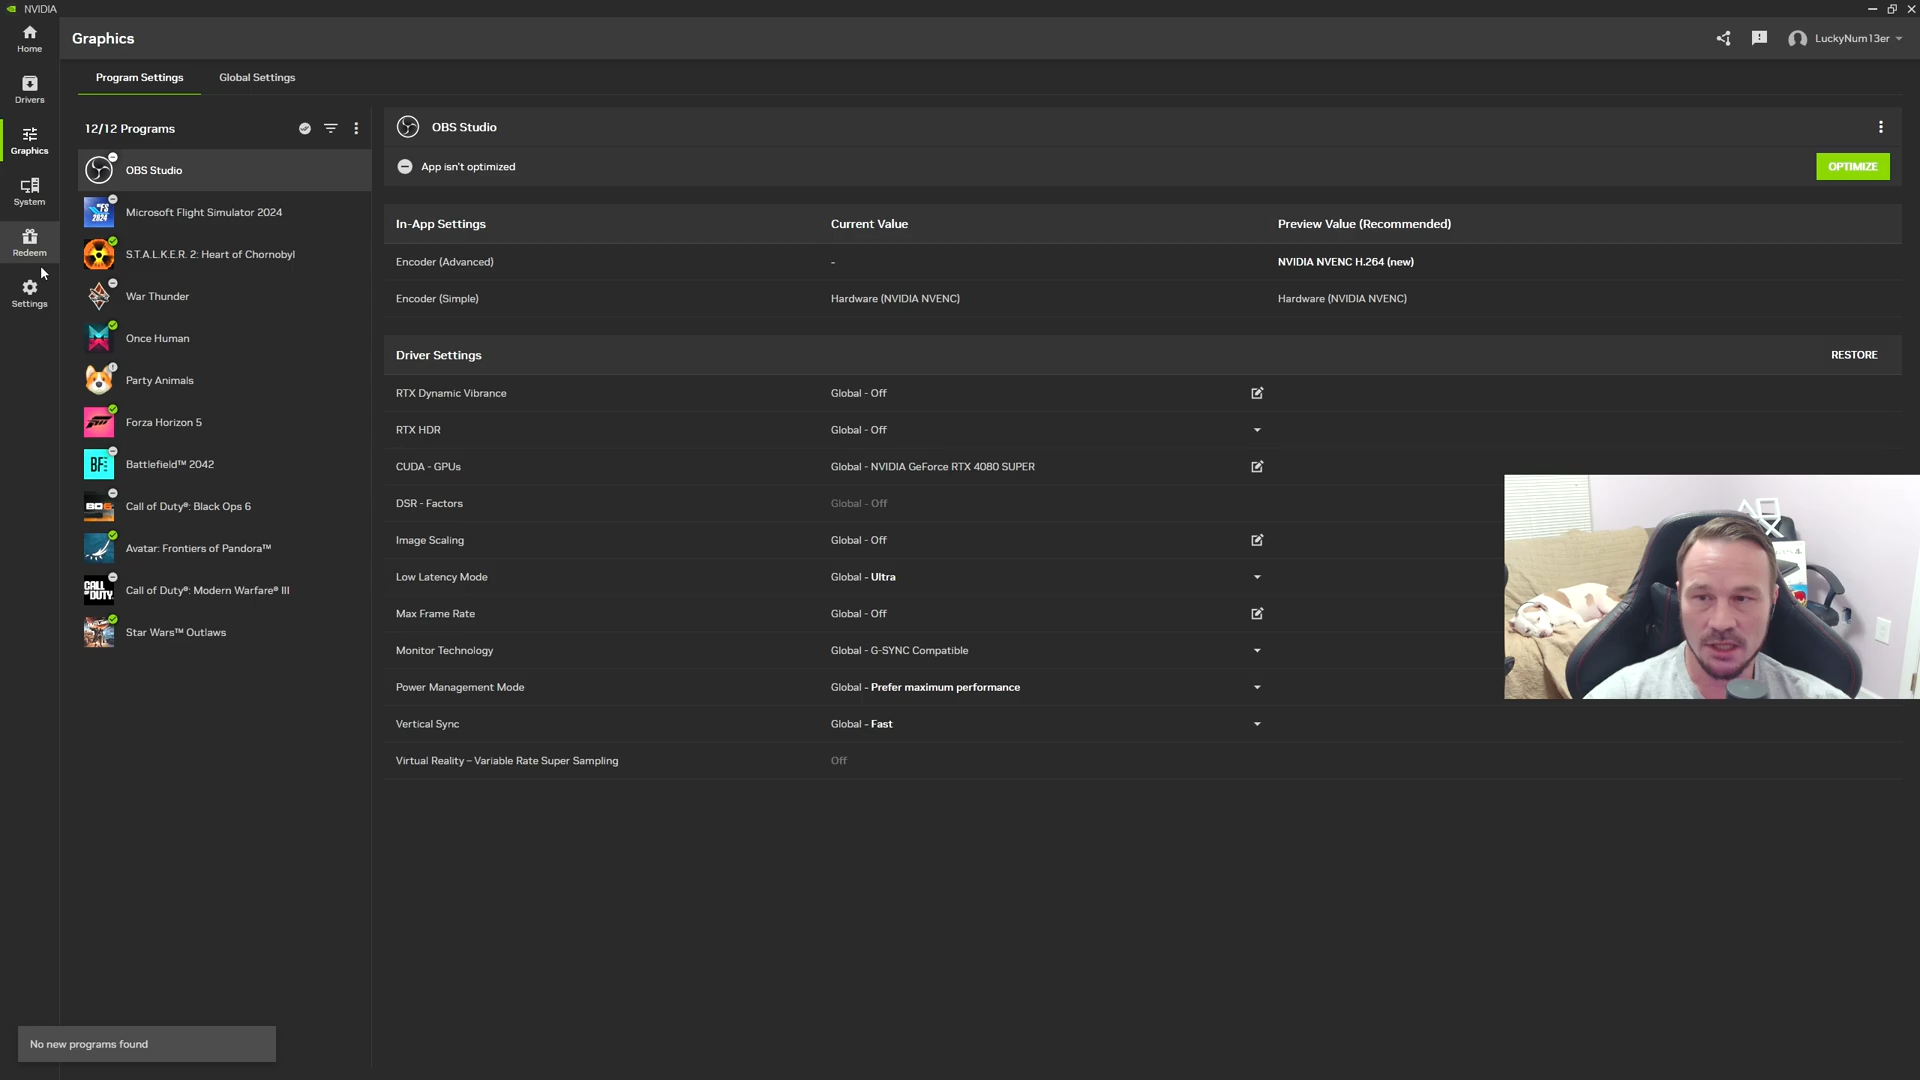 NVIDIA
Home
Graphics
LuckyNum13er
Program Settings
Global Settings
Drivers
Graphics
System
Redeem
Settings
12/12 Programs
OBS Studio
Microsoft Flight Simulator 2024
S.T.A.L.K.E.R. 2: Heart of Chornobyl
War Thunder
Once Human
Party Animals
Forza Horizon 5
Battlefield™ 2042
Call of Duty®: Black Ops 6
Avatar: Frontiers of Pandora™
Call of Duty®: Modern Warfare® III
Star Wars™ Outlaws
OBS Studio
App isn't optimized
OPTIMIZE
In-App Settings
Current Value
Preview Value (Recommended)
Encoder (Advanced)
-
NVIDIA NVENC H.264 (new)
Encoder (Simple)
Hardware (NVIDIA NVENC)
Hardware (NVIDIA NVENC)
Driver Settings
RESTORE
RTX Dynamic Vibrance
Global - Off
RTX HDR
Global - Off
CUDA - GPUs
Global - NVIDIA GeForce RTX 4080 SUPER
DSR - Factors
Global - Off
Image Scaling
Global - Off
Low Latency Mode
Global - Ultra
Max Frame Rate
Global - Off
Monitor Technology
Global - G-SYNC Compatible
Power Management Mode
Global - Prefer maximum performance
Vertical Sync
Global - Fast
Virtual Reality – Variable Rate Super Sampling
Off
No new programs found